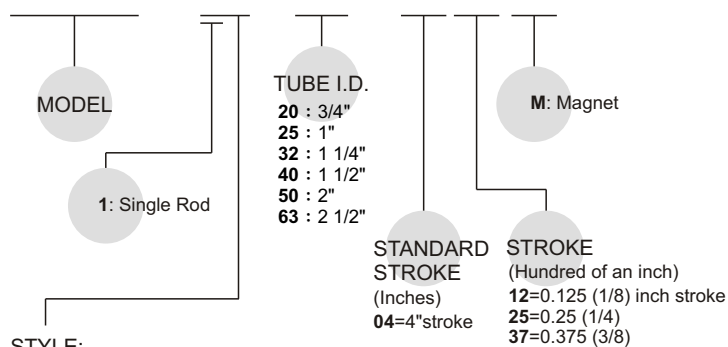 MODEL
1: Single Rod
TUBE I.D.
20 : 3/4"
25 : 1"
32 : 1 1/4"
40 : 1 1/2"
50 : 2"
63 : 2 1/2"
M: Magnet
STANDARD
STROKE
(Inches)
04=4"stroke
STROKE
(Hundred of an inch)
12=0.125 (1/8) inch stroke
25=0.25 (1/4)
37=0.375 (3/8)
STYLE: